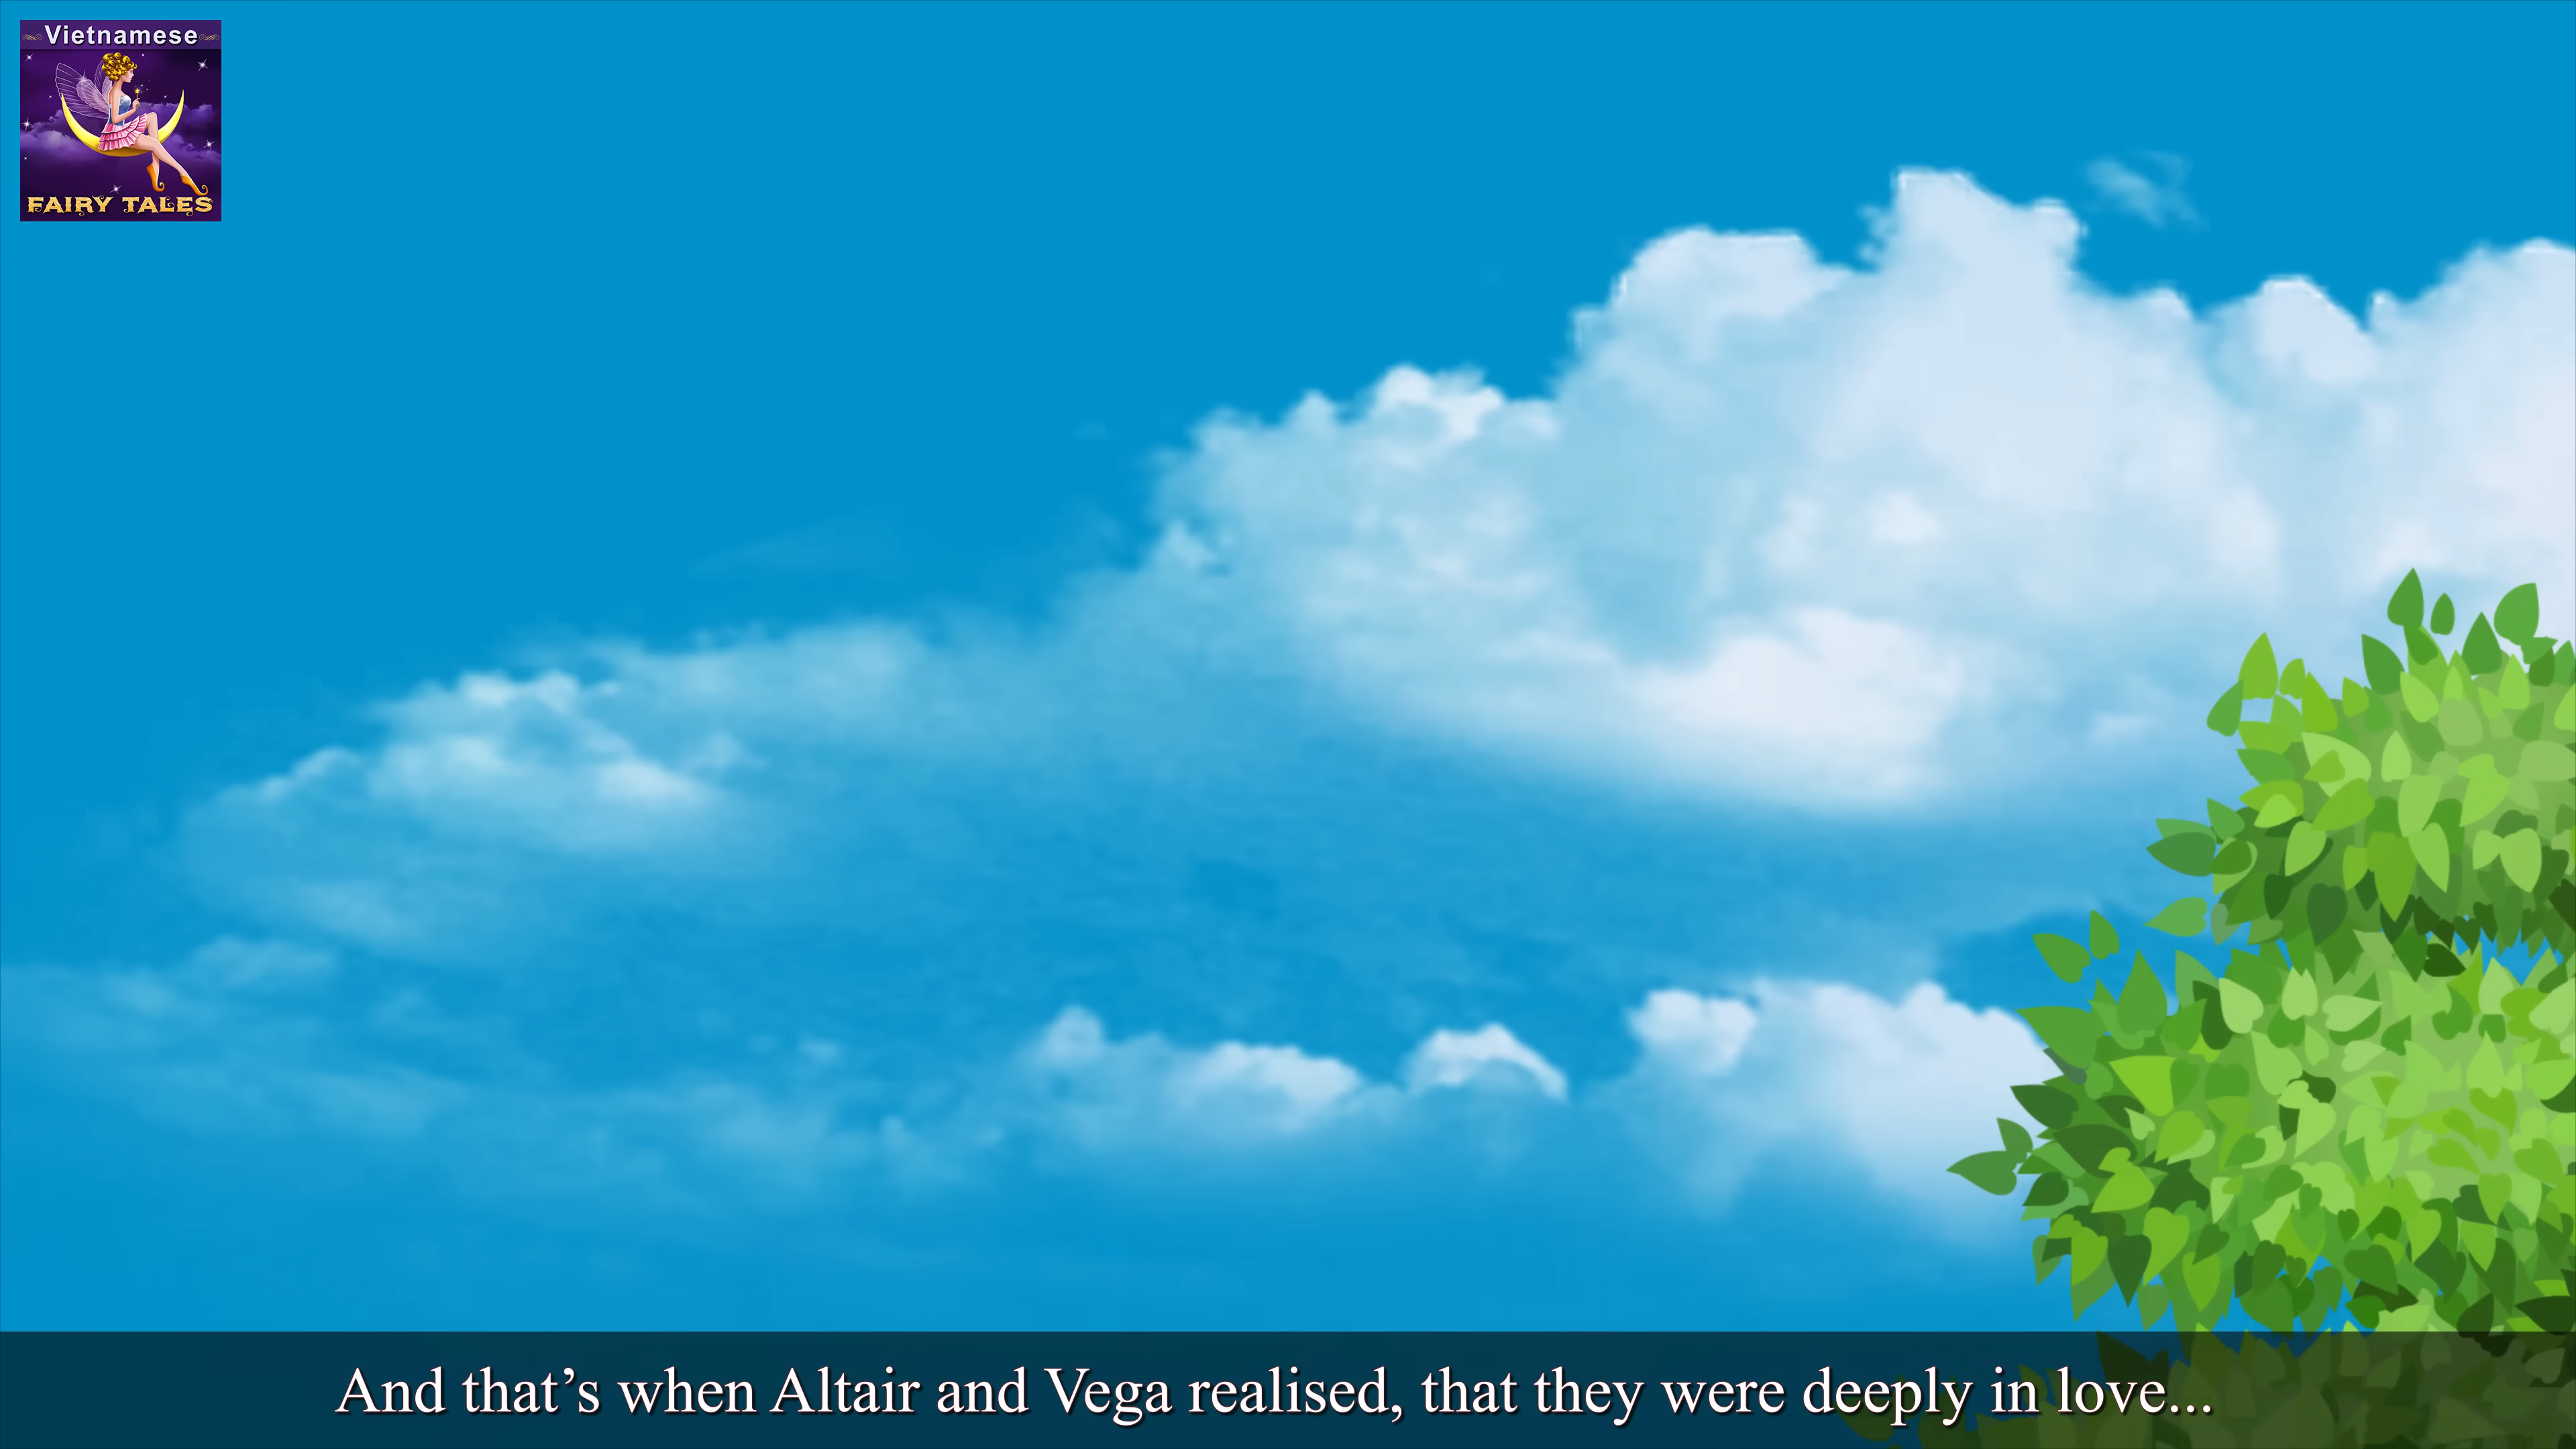 Vietnamese
FAIRY TALES
And that’s when Altair and Vega realised, that they were deeply in love...